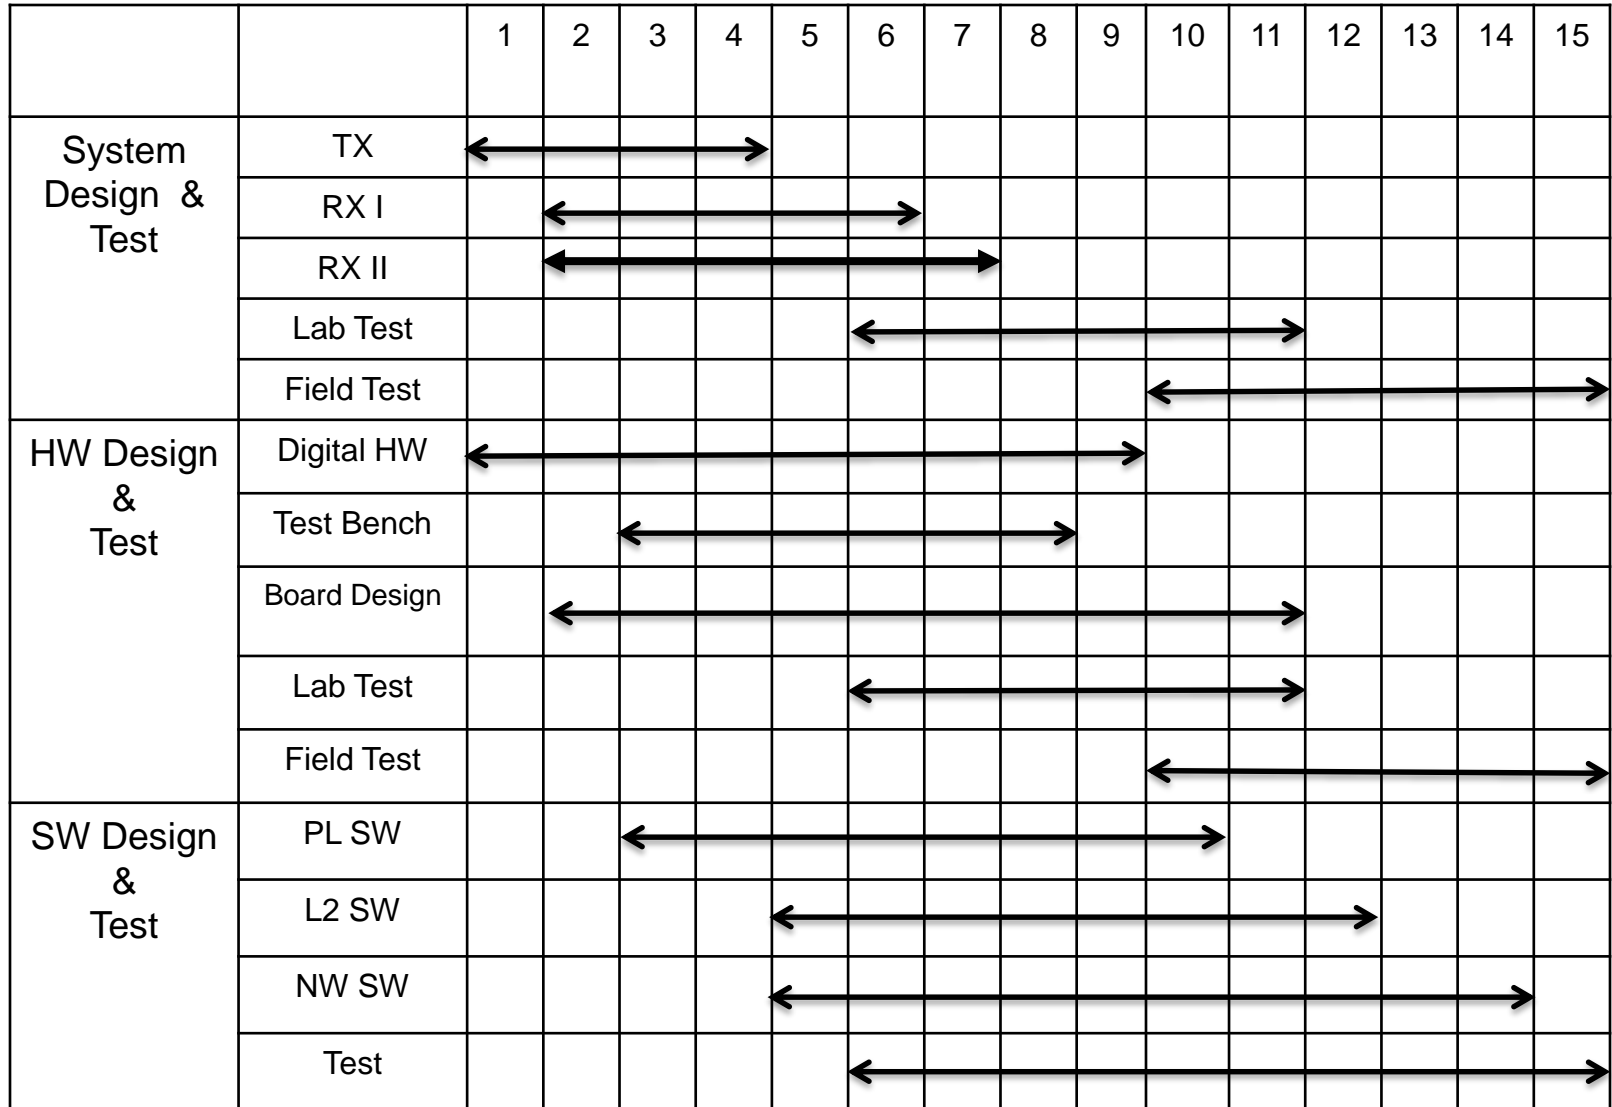 1 2 3 4 5 6 7 8 9 10 11 12 13 14 15
System
Design & 
Test
TX
RX I
RX II
Lab Test
Field Test
HW Design
&
Test
Digital HW
Test Bench
Board Design
Lab Test
Field Test
SW Design
&
Test
PL SW
L2 SW
NW SW
Test